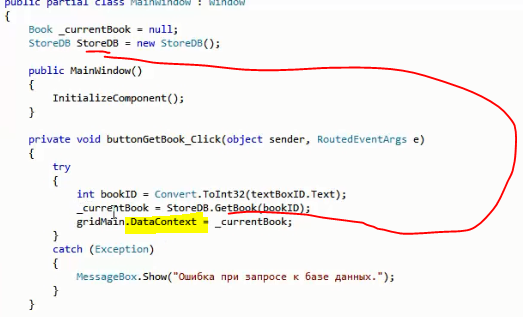 public partial class MainWindow : Window
{
Book _currentBook = null;
StoreDB StoreDB = new StoreDB();
public MainWindow()
{
InitializeComponent();
}
private void buttonGetBook_Click(object sender, RoutedEventArgs e)
{
try
{
int bookID = Convert.ToInt32(textBoxID.Text);
_currentBook = StoreDB.GetBook(bookID);
gridMain.DataContext = _currentBook;
}
catch (Exception)
{
MessageBox.Show("Ошибка при запросе к базе данных.");
}
}